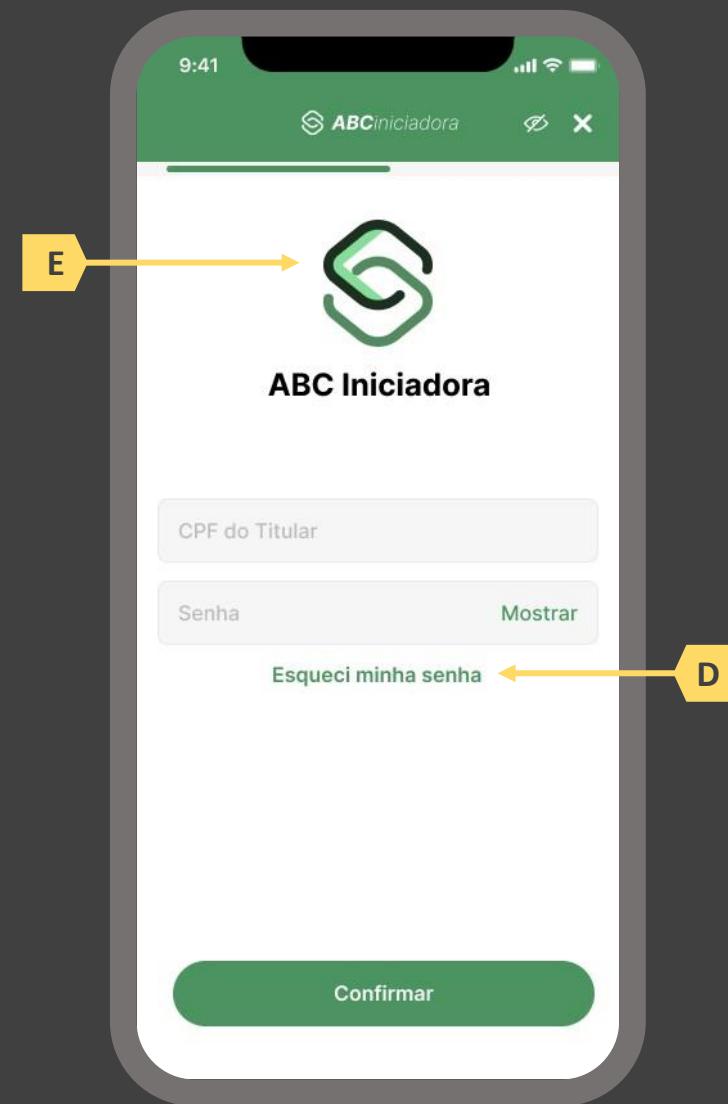 9:41
ABCiniciadora
E
ABC Iniciadora
CPF do Titular
Senha Mostrar
Esqueci minha senha
D
Confirmar